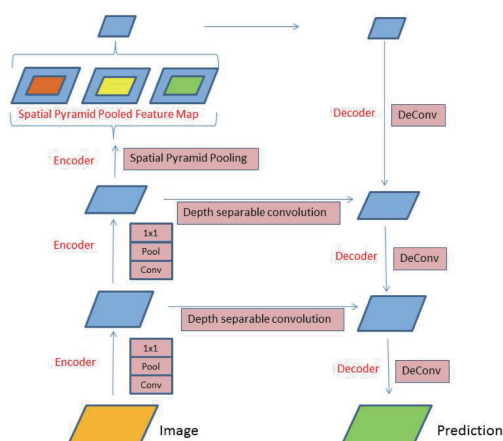 Spatial Pyramid Pooled Feature Map
Decoder
DeConv
Encoder
Spatial Pyramid Pooling
Depth separable convolution
Encoder
1x1
Pool
Conv
Decoder
DeConv
Depth separable convolution
Encoder
1x1
Pool
Conv
Decoder
DeConv
Image
Prediction